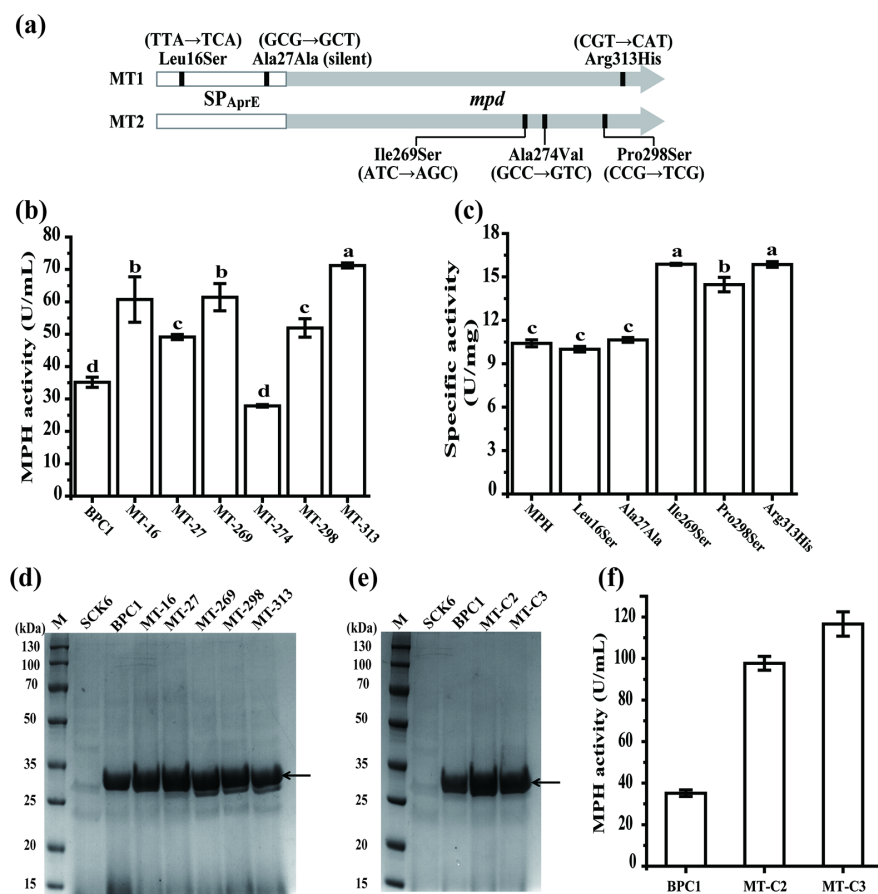 (a)
(TTA→TCA) (GCG→GCT) (CGT→CAT)
Leu16Ser Ala27Ala (silent) Arg313His
MT1
SPAprE mpd
MT2
Ile269Ser Ala274Val Pro298Ser
(ATC→AGC) (GCC→GTC) (CCG→TCG)
(b)
MPH activity (U/mL)
80
70
60
50
40
30
20
10
0
d b c b d c a
BPC1 MT-16 MT-27 MT-269 MT-274 MT-298 MT-313
(c)
Specific activity
(U/mg)
18
15
12
9
6
3
0
c c c a b a
MPH Leu16Ser Ala27Ala Ile269Ser Pro298Ser Arg313His
(d)
(kDa) M SCK6 BPC1 MT-16 MT-27 MT-269 MT-298 MT-313
130
100
70
50
35
25
20
15
(e)
(kDa) M SCK6 BPC1 MT-C2 MT-C3
130
100
70
50
35
25
20
15
(f)
MPH activity (U/mL)
120
100
80
60
40
20
0
BPC1 MT-C2 MT-C3